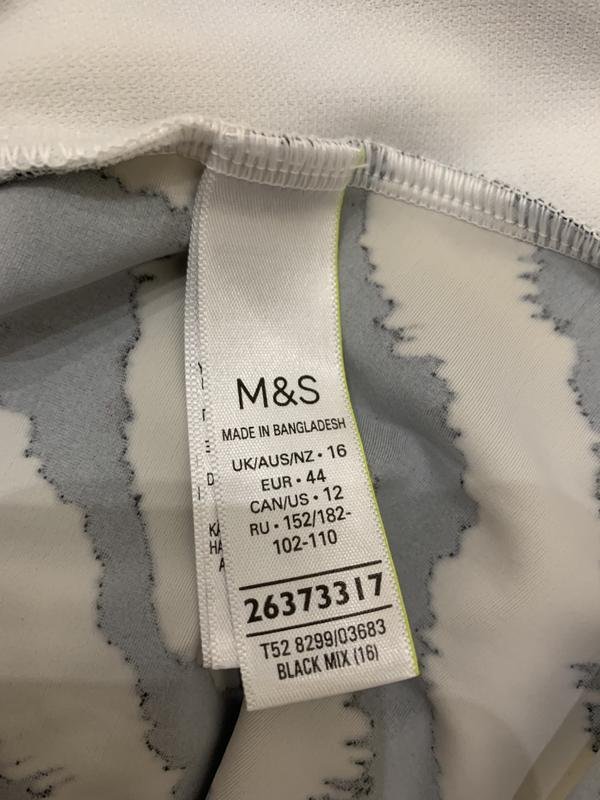 M&S
MADE IN BANGLADESH
UK/AUS/NZ • 16
EUR • 44
CAN/US • 12
RU • 152/182-
102-110
26373317
T52 8299/03683
BLACK MIX (16)